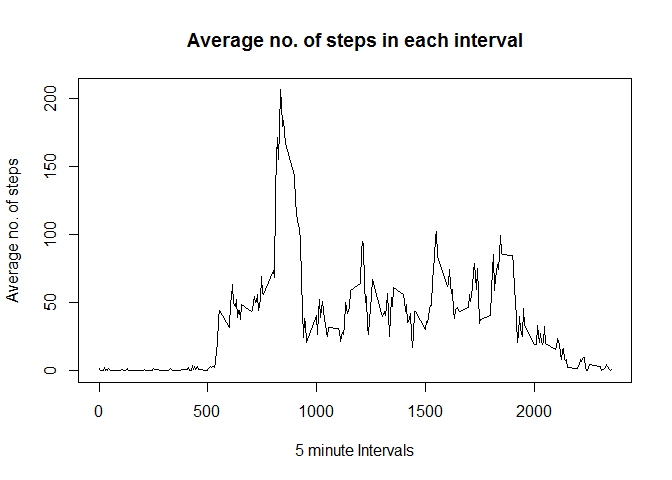 Average no. of steps in each interval
Average no. of steps
200
150
100
50
0
0 500 1000 1500 2000
5 minute Intervals